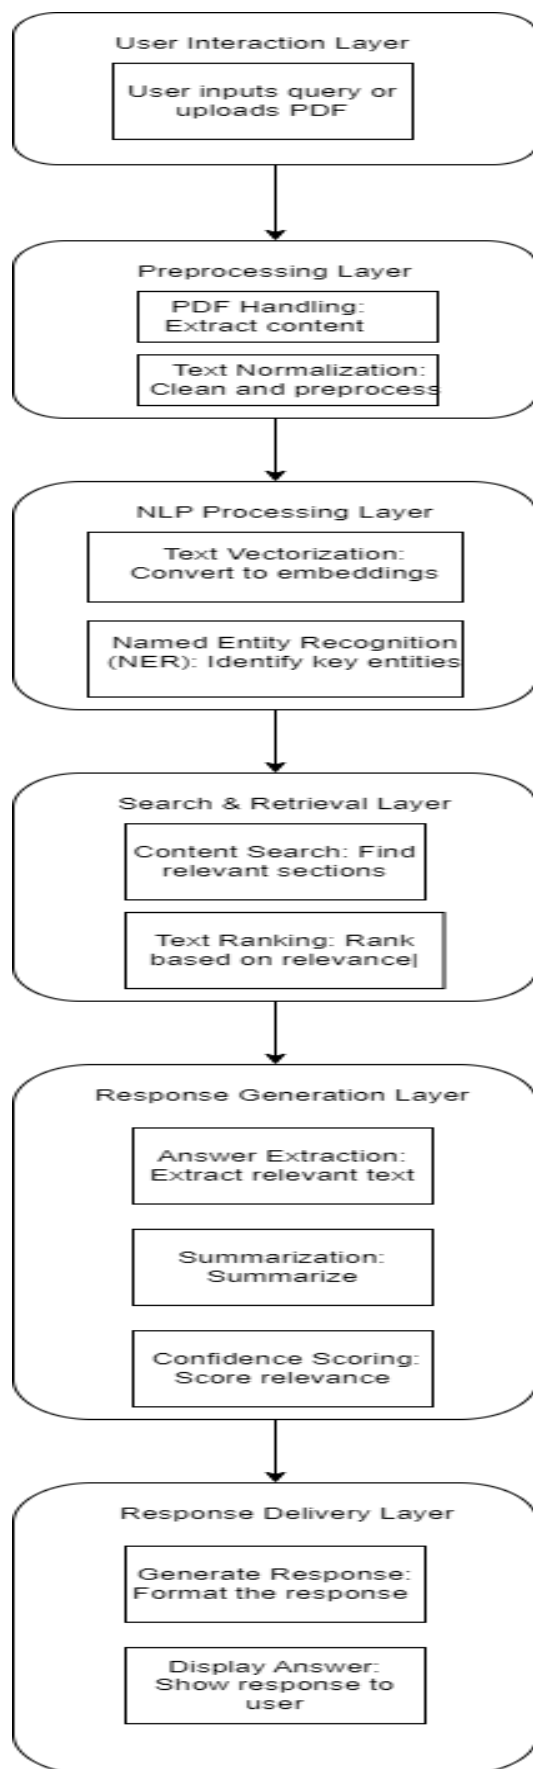 User Interaction Layer
User inputs query or
uploads PDF
Preprocessing Layer
PDF Handling:
Extract content
Text Normalization:
Clean and preprocess
NLP Processing Layer
Text Vectorization:
Convert to embeddings
Named Entity Recognition
(NER): Identify key entities
Search & Retrieval Layer
Content Search: Find
relevant sections
Text Ranking: Rank
based on relevance|
Response Generation Layer
Answer Extraction:
Extract relevant text
Summarization:
Summarize
Confidence Scoring:
Score relevance
Response Delivery Layer
Generate Response:
Format the response
Display Answer:
Show response to
user